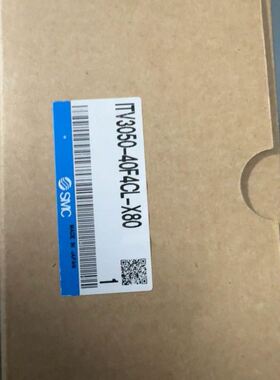 ITV3050-40F4CL-X80
1
SMC
MADE IN JAPAN